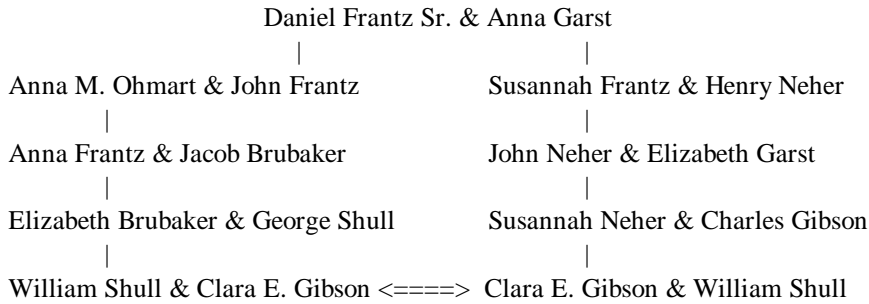 Daniel Frantz Sr. & Anna Garst
| |
Anna M. Ohmart & John Frantz Susannah Frantz & Henry Neher
| |
Anna Frantz & Jacob Brubaker John Neher & Elizabeth Garst
| |
Elizabeth Brubaker & George Shull Susannah Neher & Charles Gibson
| |
William Shull & Clara E. Gibson <====> Clara E. Gibson & William Shull